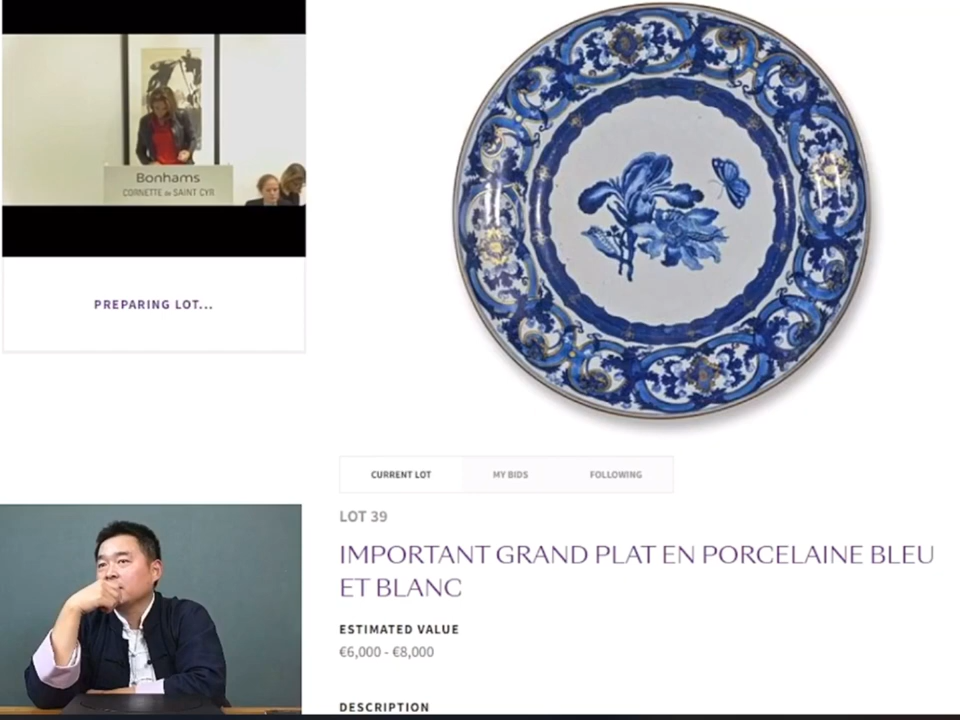 Bonhams
CORNETTE de SAINT CYR
PREPARING LOT...
CURRENT LOT
MY BIDS
FOLLOWING
LOT 39
IMPORTANT GRAND PLAT EN PORCELAINE BLEU
ET BLANC
ESTIMATED VALUE
€6,000 - €8,000
DESCRIPTION